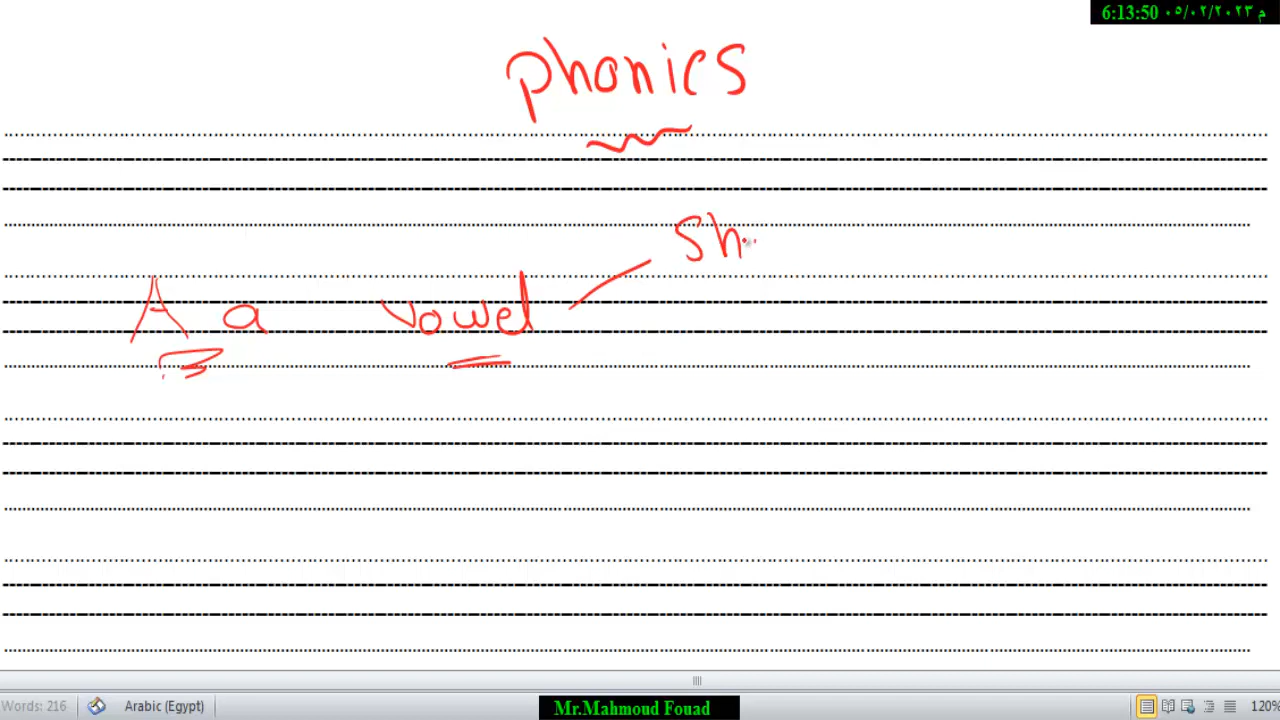 6:13:50 ٠٥/٠٢/٢٠٢٣ م
phonics
Sh
A a vowel
Words: 216 Arabic (Egypt) 120%
Mr.Mahmoud Fouad